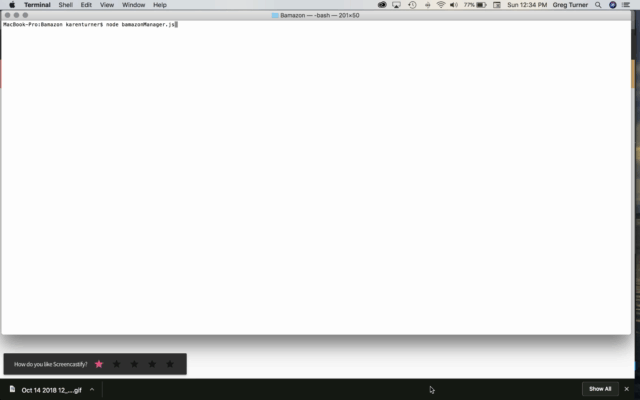 Terminal Shell Edit View Window Help 77% Sun 12:34 PM Greg Turner
Bamazon — -bash — 201×50
MacBook-Pro:Bamazon karenturner$ node bamazonManager.js
How do you like Screencastify?
Oct 14 2018 12_....gif
Show All